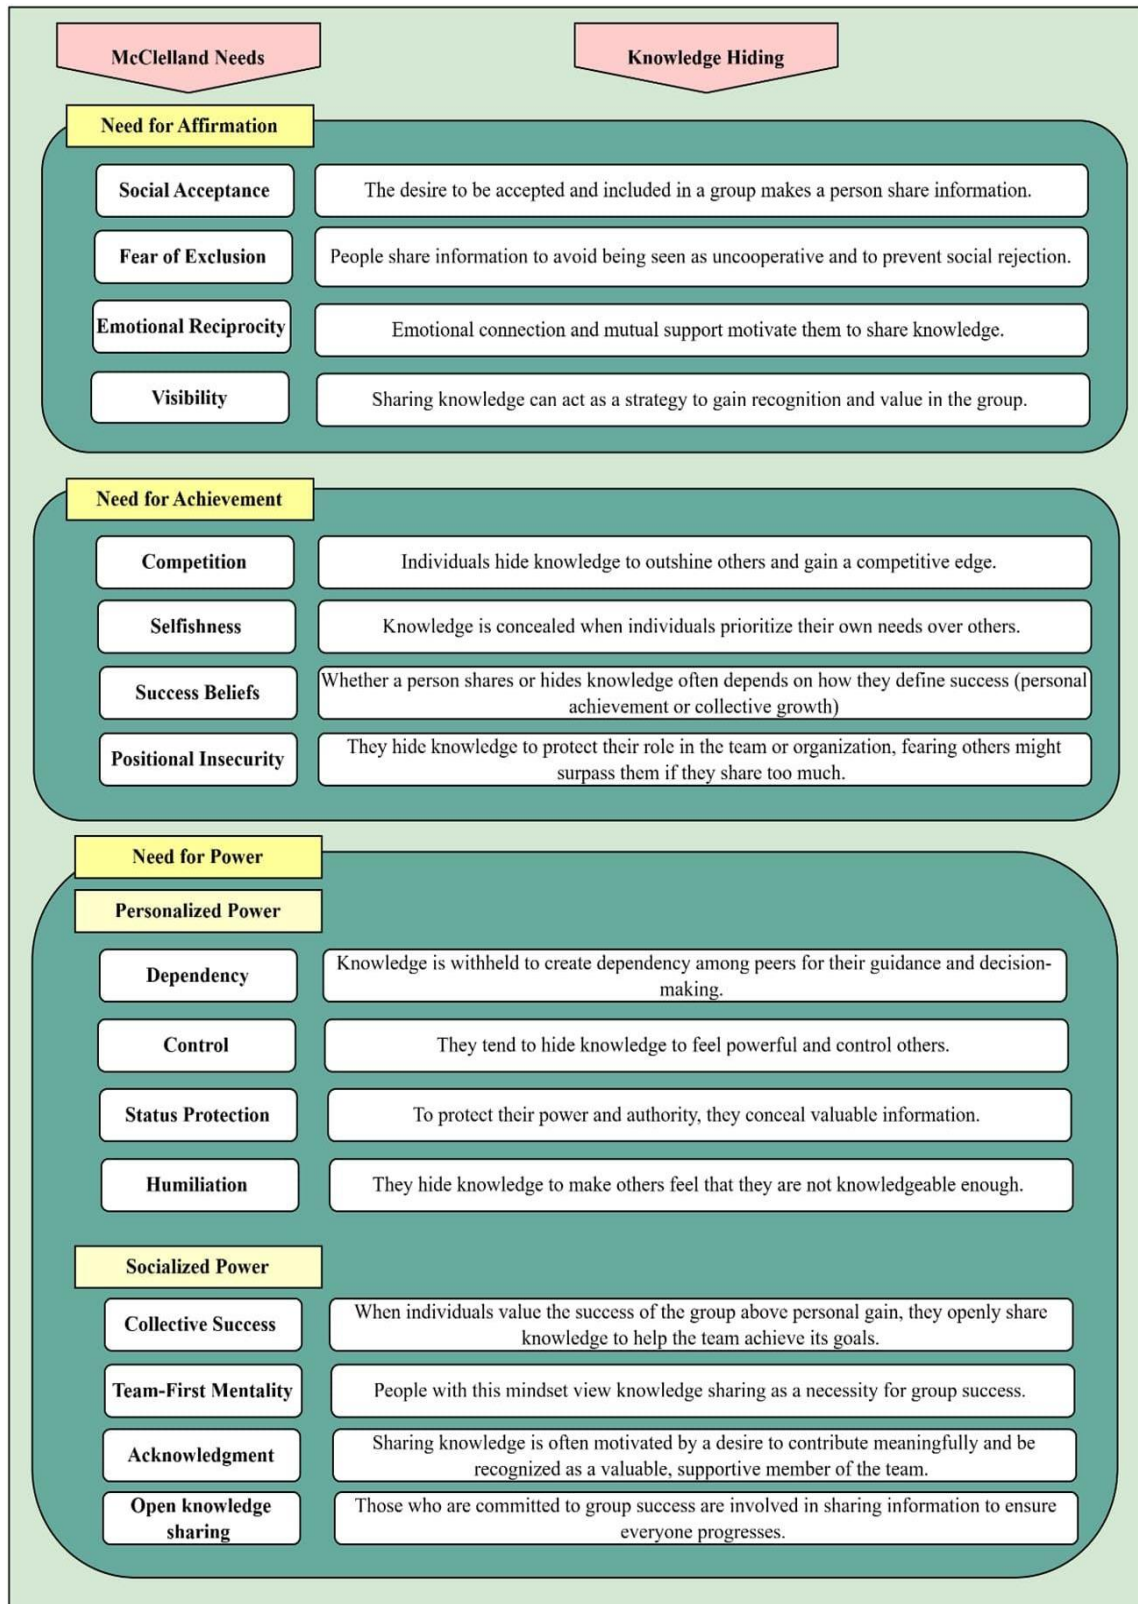 McClelland Needs
Knowledge Hiding
Need for Affirmation
Social Acceptance
The desire to be accepted and included in a group makes a person share information.
Fear of Exclusion
People share information to avoid being seen as uncooperative and to prevent social rejection.
Emotional Reciprocity
Emotional connection and mutual support motivate them to share knowledge.
Visibility
Sharing knowledge can act as a strategy to gain recognition and value in the group.
Need for Achievement
Competition
Individuals hide knowledge to outshine others and gain a competitive edge.
Selfishness
Knowledge is concealed when individuals prioritize their own needs over others.
Success Beliefs
Whether a person shares or hides knowledge often depends on how they define success (personal
achievement or collective growth)
Positional Insecurity
They hide knowledge to protect their role in the team or organization, fearing others might
surpass them if they share too much.
Need for Power
Personalized Power
Dependency
Knowledge is withheld to create dependency among peers for their guidance and decision-
making.
Control
They tend to hide knowledge to feel powerful and control others.
Status Protection
To protect their power and authority, they conceal valuable information.
Humiliation
They hide knowledge to make others feel that they are not knowledgeable enough.
Socialized Power
Collective Success
When individuals value the success of the group above personal gain, they openly share
knowledge to help the team achieve its goals.
Team-First Mentality
People with this mindset view knowledge sharing as a necessity for group success.
Acknowledgment
Sharing knowledge is often motivated by a desire to contribute meaningfully and be
recognized as a valuable, supportive member of the team.
Open knowledge
sharing
Those who are committed to group success are involved in sharing information to ensure
everyone progresses.